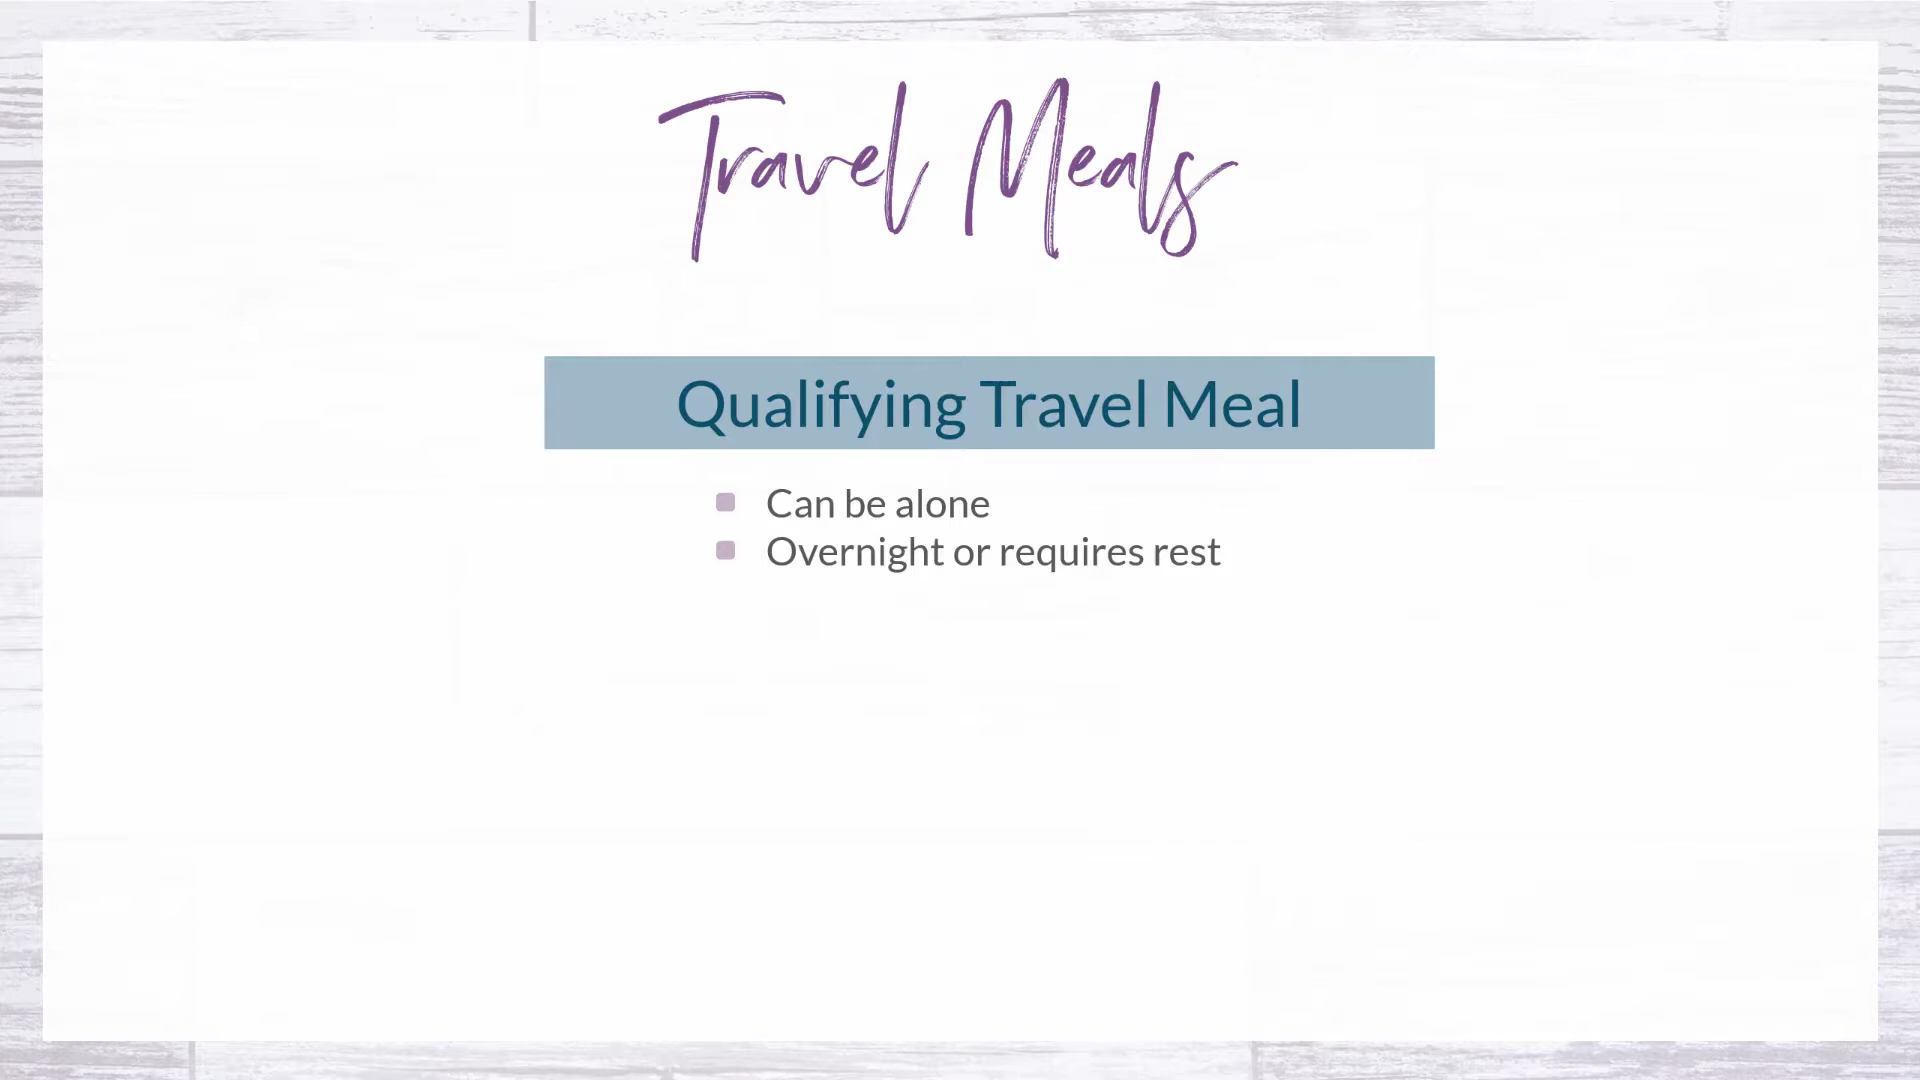 Travel Meals
Qualifying Travel Meal
Can be alone
Overnight or requires rest